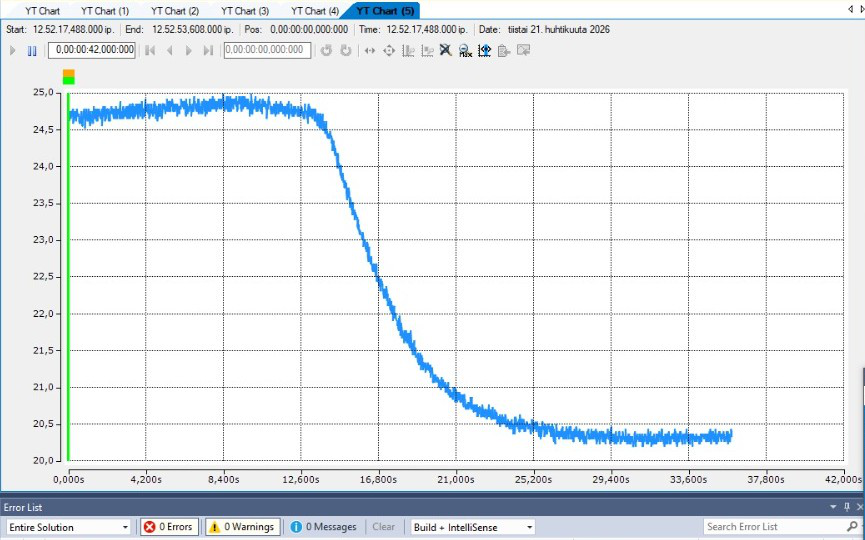 YT Chart YT Chart (1) YT Chart (2) YT Chart (3) YT Chart (4) YT Chart (5)
Start: 12.52.17,488.000 ip. End: 12.52.53,608.000 ip. Pos: 0,00:00:00,000,000 Time: 12.52.17,488.000 ip. Date: tiistai 21. huhtikuuta 2026
0,00:00:42,000:000 0,00:00:00,000,000
25,0
24,5
24,0
23,5
23,0
22,5
22,0
21,5
21,0
20,5
20,0
0,000s 4,200s 8,400s 12,600s 16,800s 21,000s 25,200s 29,400s 33,600s 37,800s 42,000s
Error List
Entire Solution 0 Errors 0 Warnings 0 Messages Clear Build + IntelliSense Search Error List